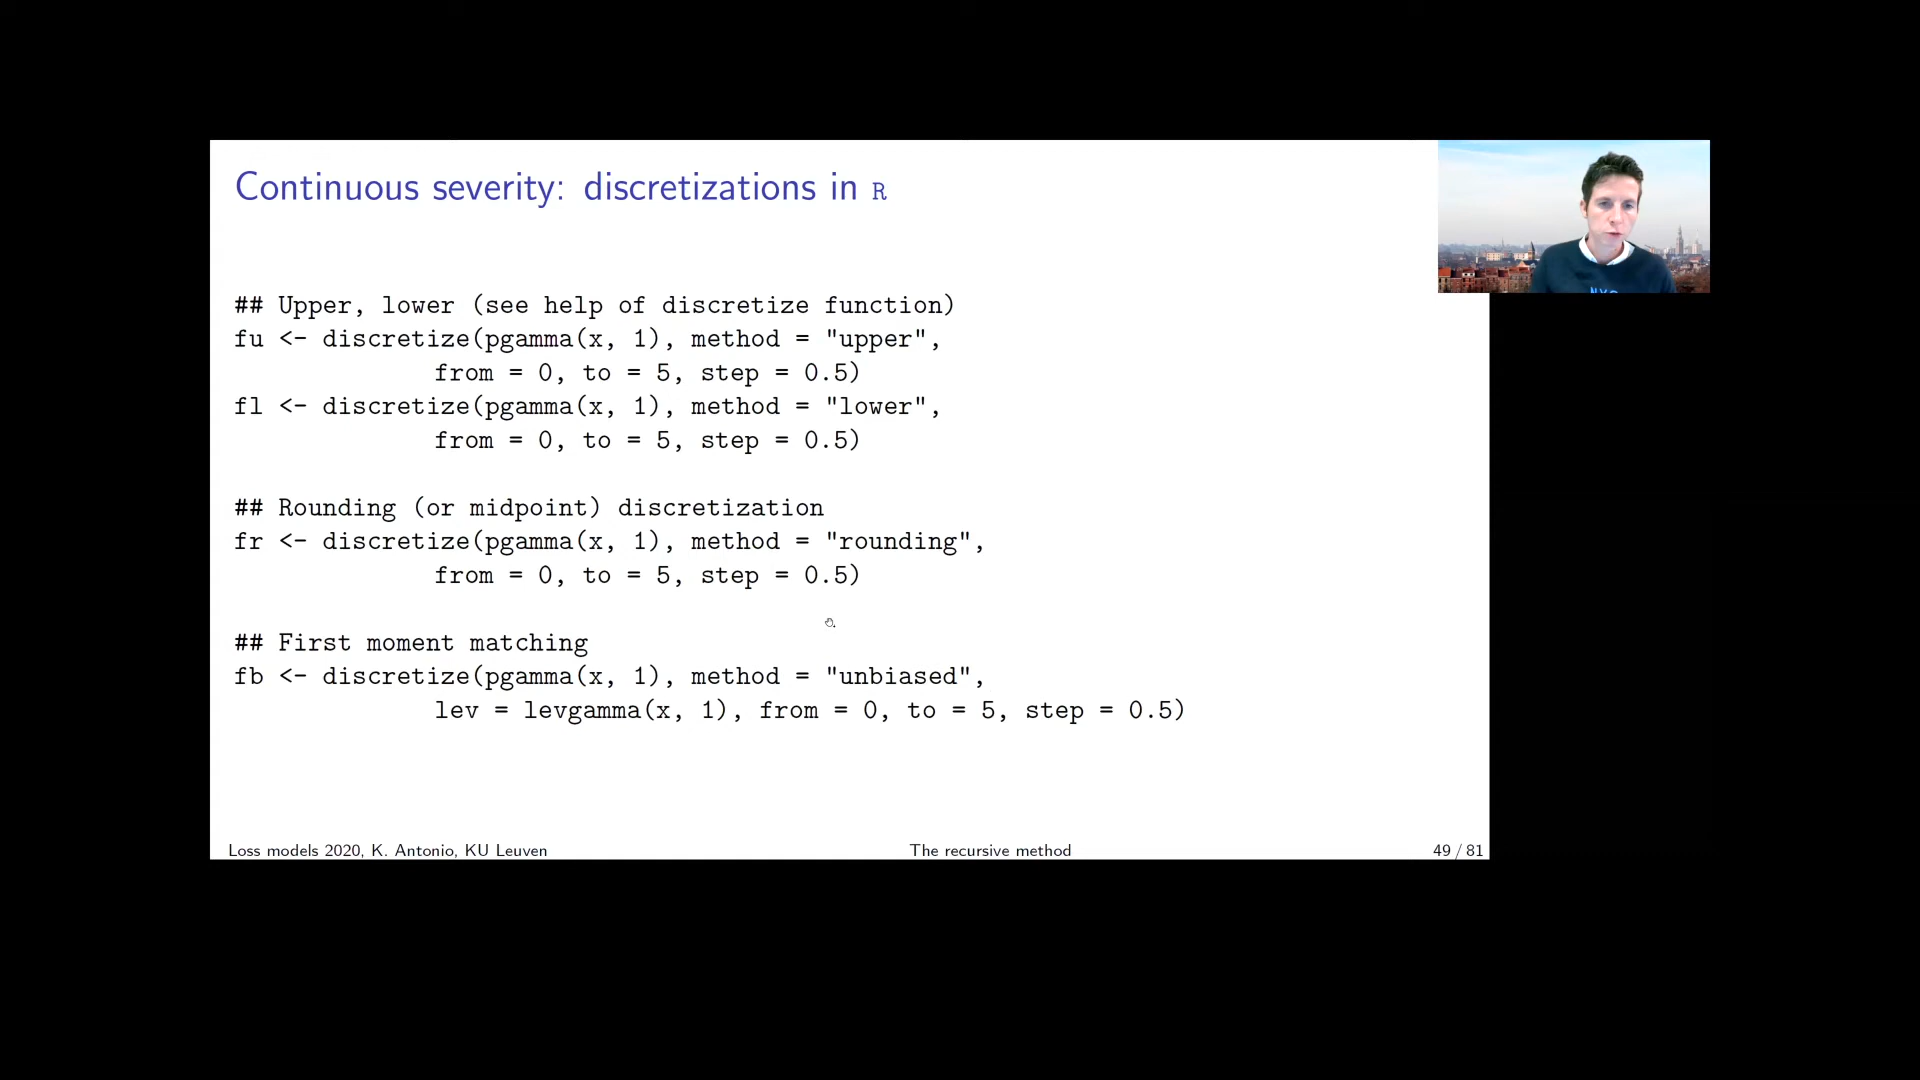 Continuous severity: discretizations in R
## Upper, lower (see help of discretize function)
fu <- discretize(pgamma(x, 1), method = "upper",
from = 0, to = 5, step = 0.5)
fl <- discretize(pgamma(x, 1), method = "lower",
from = 0, to = 5, step = 0.5)
## Rounding (or midpoint) discretization
fr <- discretize(pgamma(x, 1), method = "rounding",
from = 0, to = 5, step = 0.5)
## First moment matching
fb <- discretize(pgamma(x, 1), method = "unbiased",
lev = levgamma(x, 1), from = 0, to = 5, step = 0.5)
Loss models 2020, K. Antonio, KU Leuven
The recursive method
49 / 81